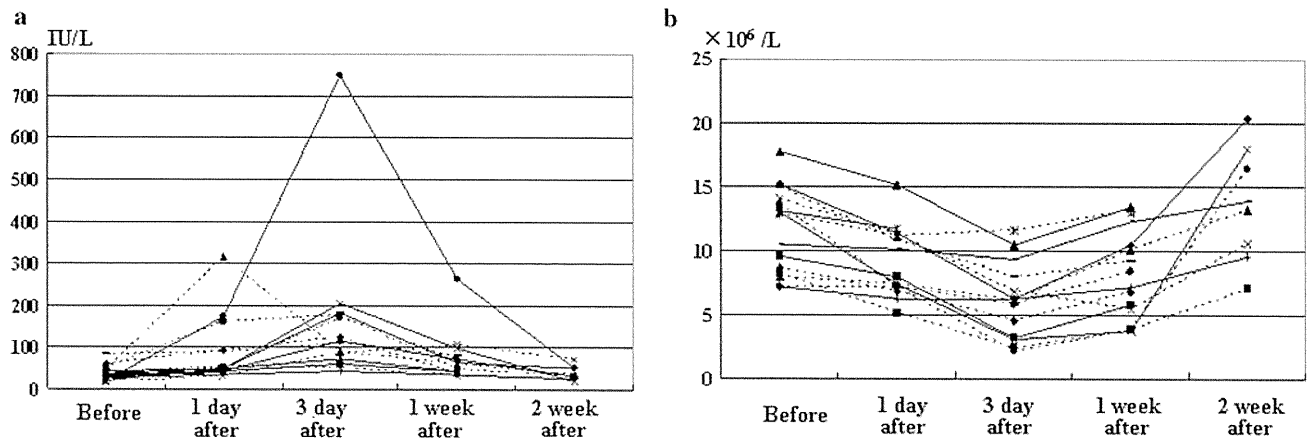 a
IU/L
800
700
600
500
400
300
200
100
0
Before
1 day after
3 day after
1 week after
2 week after
b
×10⁶ /L
25
20
15
10
5
0
Before
1 day after
3 day after
1 week after
2 week after